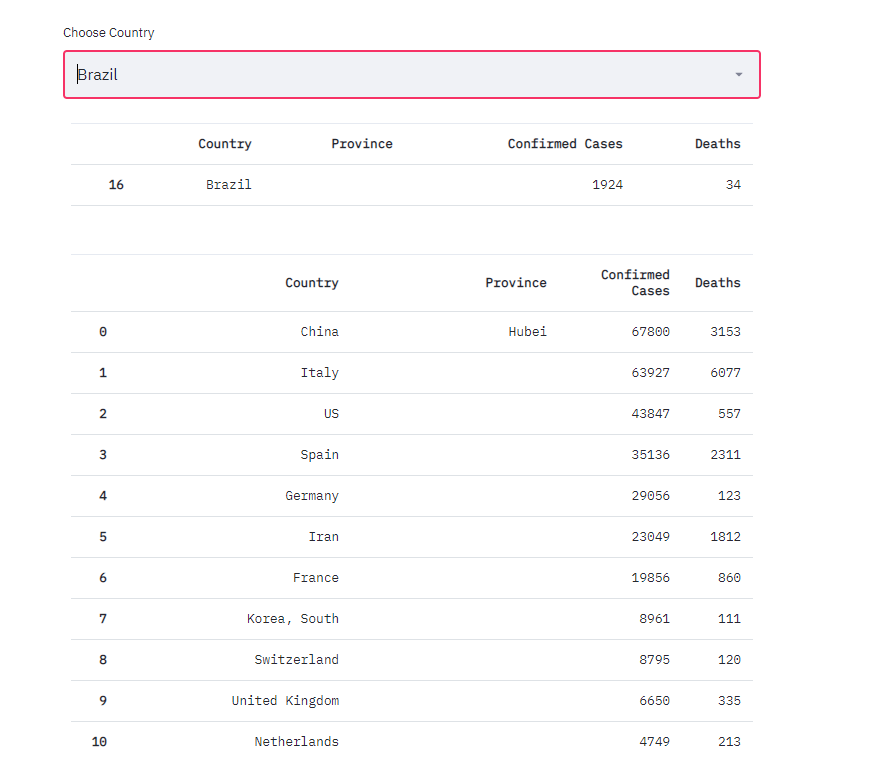 Choose Country
Brazil
Country Province Confirmed Cases Deaths
16 Brazil 1924 34
Country Province Confirmed Cases Deaths
0 China Hubei 67800 3153
1 Italy 63927 6077
2 US 43847 557
3 Spain 35136 2311
4 Germany 29056 123
5 Iran 23049 1812
6 France 19856 860
7 Korea, South 8961 111
8 Switzerland 8795 120
9 United Kingdom 6650 335
10 Netherlands 4749 213